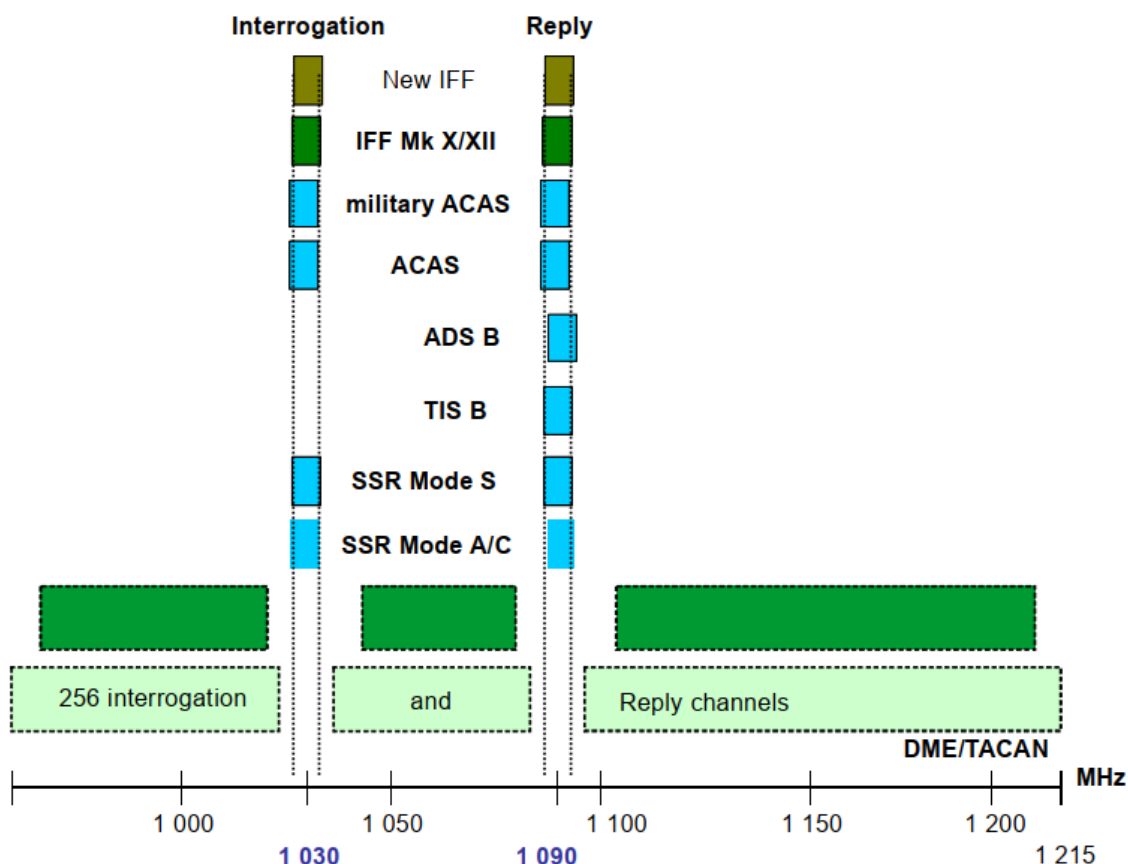 Interrogation
Reply
New IFF
IFF Mk X/XII
military ACAS
ACAS
ADS B
TIS B
SSR Mode S
SSR Mode A/C
256 interrogation
and
Reply channels
DME/TACAN
MHz
1 000
1 050
1 100
1 150
1 200
1 030
1 090
1 215